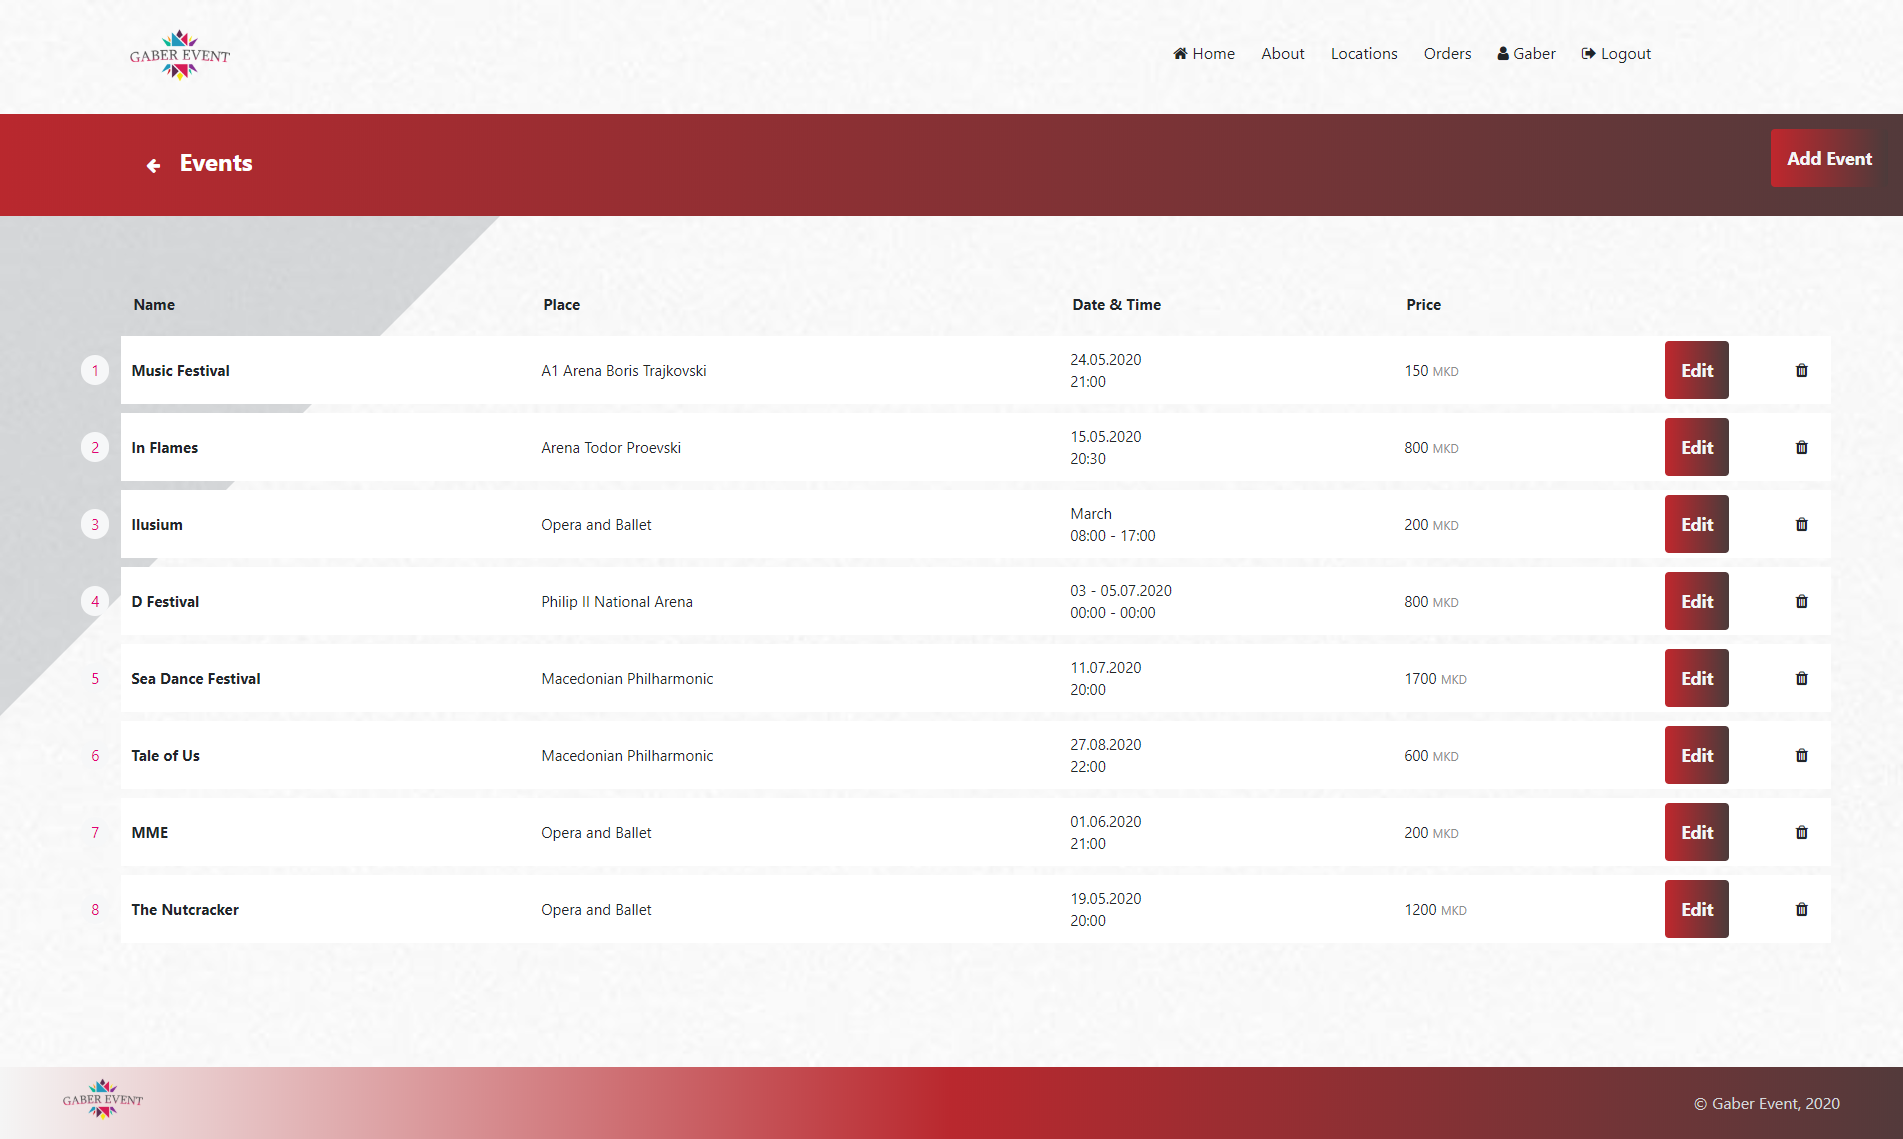 GABER EVENT
Home About Locations Orders Gaber Logout
Events
Add Event
Name Place Date & Time Price
1 Music Festival A1 Arena Boris Trajkovski 24.05.2020 21:00 150 MKD Edit
2 In Flames Arena Todor Proevski 15.05.2020 20:30 800 MKD Edit
3 Ilusium Opera and Ballet March 08:00 - 17:00 200 MKD Edit
4 D Festival Philip II National Arena 03 - 05.07.2020 00:00 - 00:00 800 MKD Edit
5 Sea Dance Festival Macedonian Philharmonic 11.07.2020 20:00 1700 MKD Edit
6 Tale of Us Macedonian Philharmonic 27.08.2020 22:00 600 MKD Edit
7 MME Opera and Ballet 01.06.2020 21:00 200 MKD Edit
8 The Nutcracker Opera and Ballet 19.05.2020 20:00 1200 MKD Edit
GABER EVENT
© Gaber Event, 2020